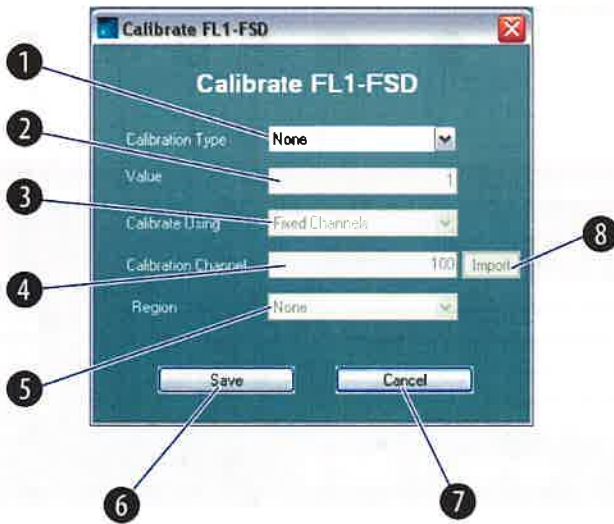 Calibrate FL1-FSD
Calibrate FL1-FSD
1
Calibration Type
None
2
Value
1
3
Calibrate Using
Fixed Channels
8
Calibration Channel
100
Import
4
Region
None
5
Save
Cancel
6
7